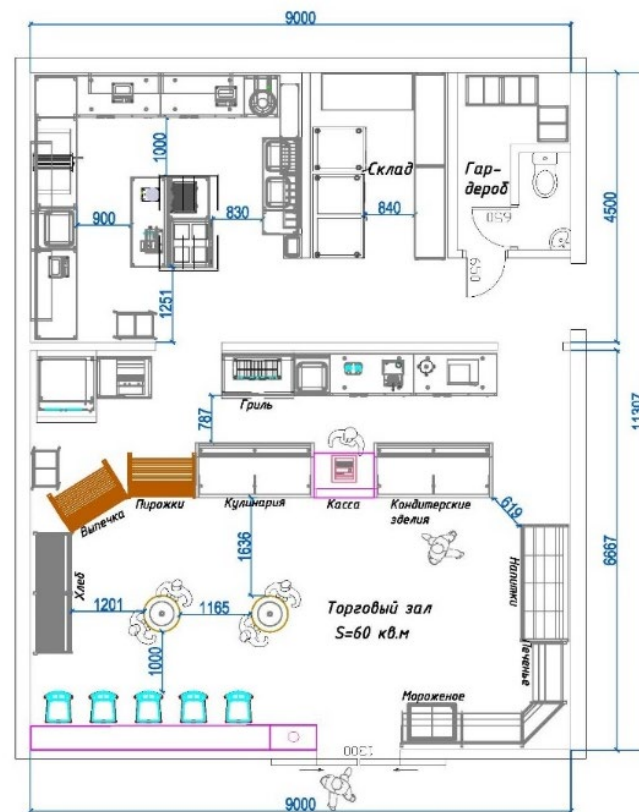 9000
1000
Склад
Гар-
дероб
900
830
840
650
650
4500
1251
11307
Гриль
787
Выпечка
Пирожки
Кулинария
Касса
Кондитерские
зделия
619
6667
Хлеб
1636
Напитки
1201
1165
Торговый зал
S=60 кв.м
1000
Печенье
Мороженое
1300
9000